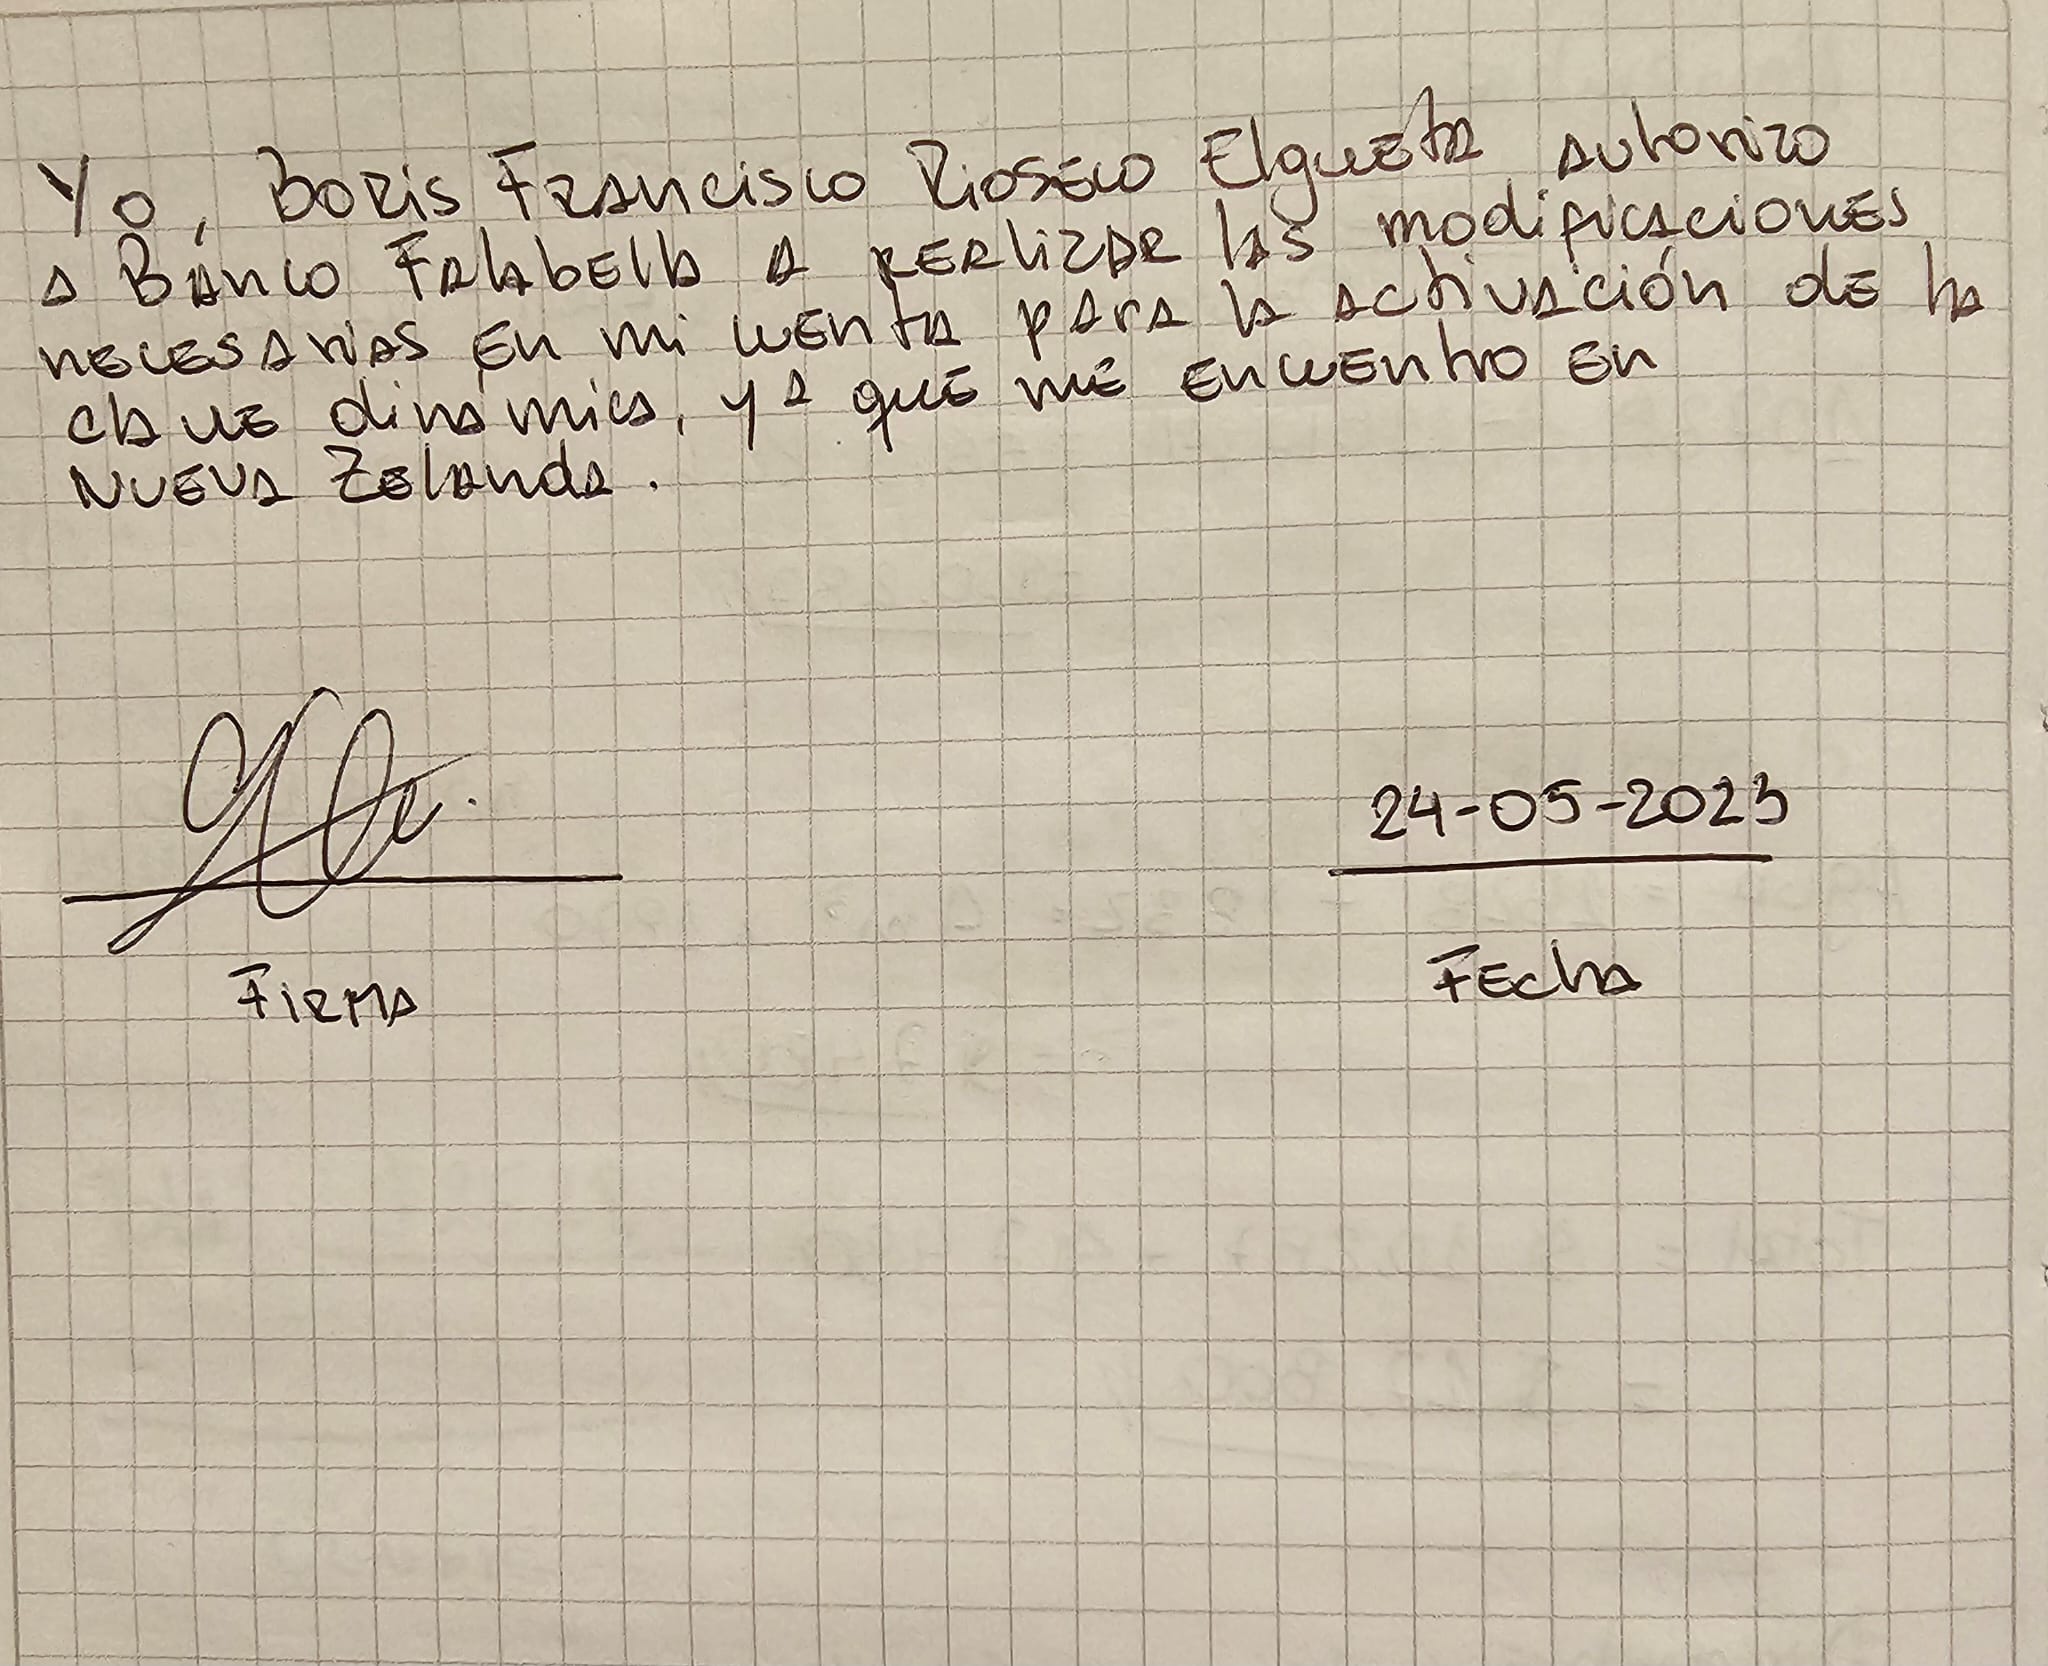 Yo, Boris Francisco Rioseco Elgueta autorizo
a Banco Falabella a realizar las modificaciones
necesarias en mi cuenta para la activación de la
clave dinámica, ya que me encuentro en
Nueva Zelanda.
24-05-2023
Firma
Fecha